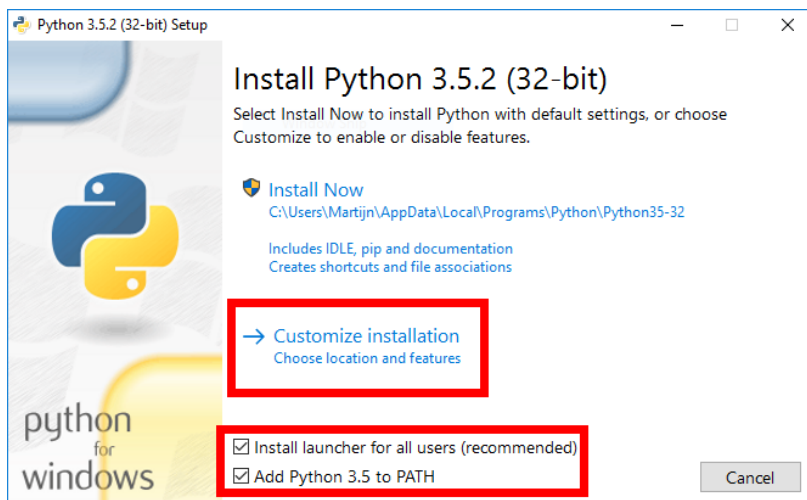 Python 3.5.2 (32-bit) Setup
Install Python 3.5.2 (32-bit)
Select Install Now to install Python with default settings, or choose
Customize to enable or disable features.
Install Now
C:\Users\Martijn\AppData\Local\Programs\Python\Python35-32
Includes IDLE, pip and documentation
Creates shortcuts and file associations
Customize installation
Choose location and features
python
for
windows
Install launcher for all users (recommended)
Add Python 3.5 to PATH
Cancel